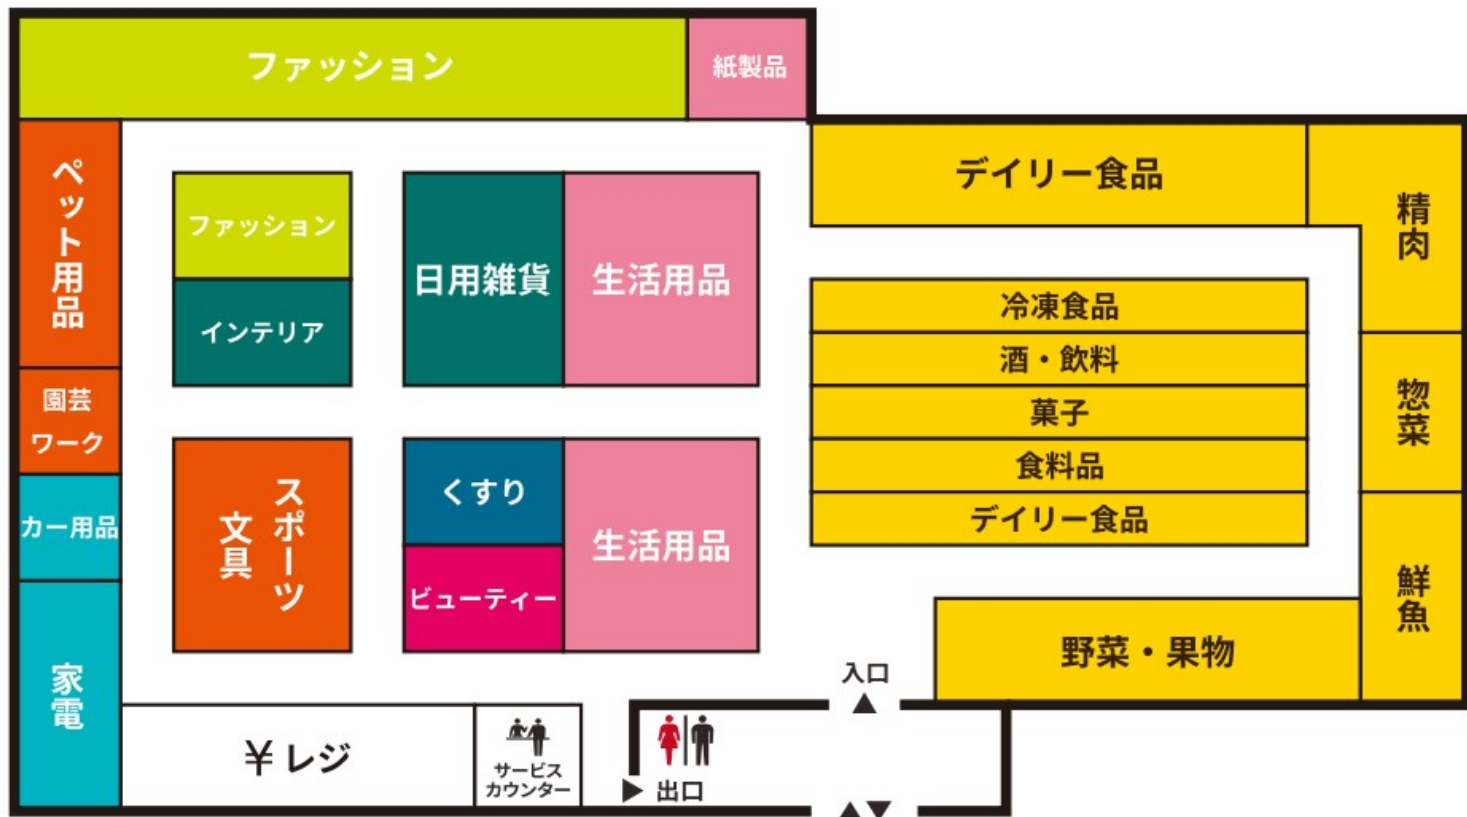 ファッション
紙製品
デイリー食品
精肉
ペット用品
ファッション
日用雑貨
生活用品
インテリア
冷凍食品
酒・飲料
菓子
食料品
デイリー食品
惣菜
園芸
ワーク
カー用品
スポーツ
文具
くすり
生活用品
ビューティー
鮮魚
野菜・果物
家電
入口
¥レジ
サービス
カウンター
出口